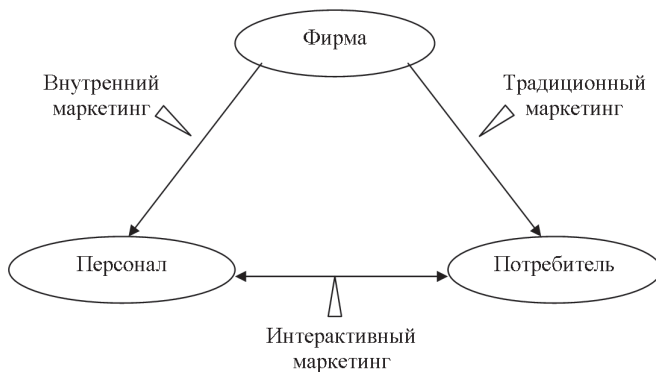 Фирма
Внутренний
маркетинг
Традиционный
маркетинг
Персонал
Потребитель
Интерактивный
маркетинг